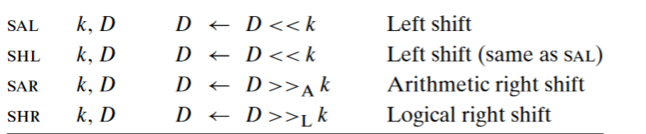 SAL k, D D ← D << k Left shift
SHL k, D D ← D << k Left shift (same as SAL)
SAR k, D D ← D >>A k Arithmetic right shift
SHR k, D D ← D >>L k Logical right shift